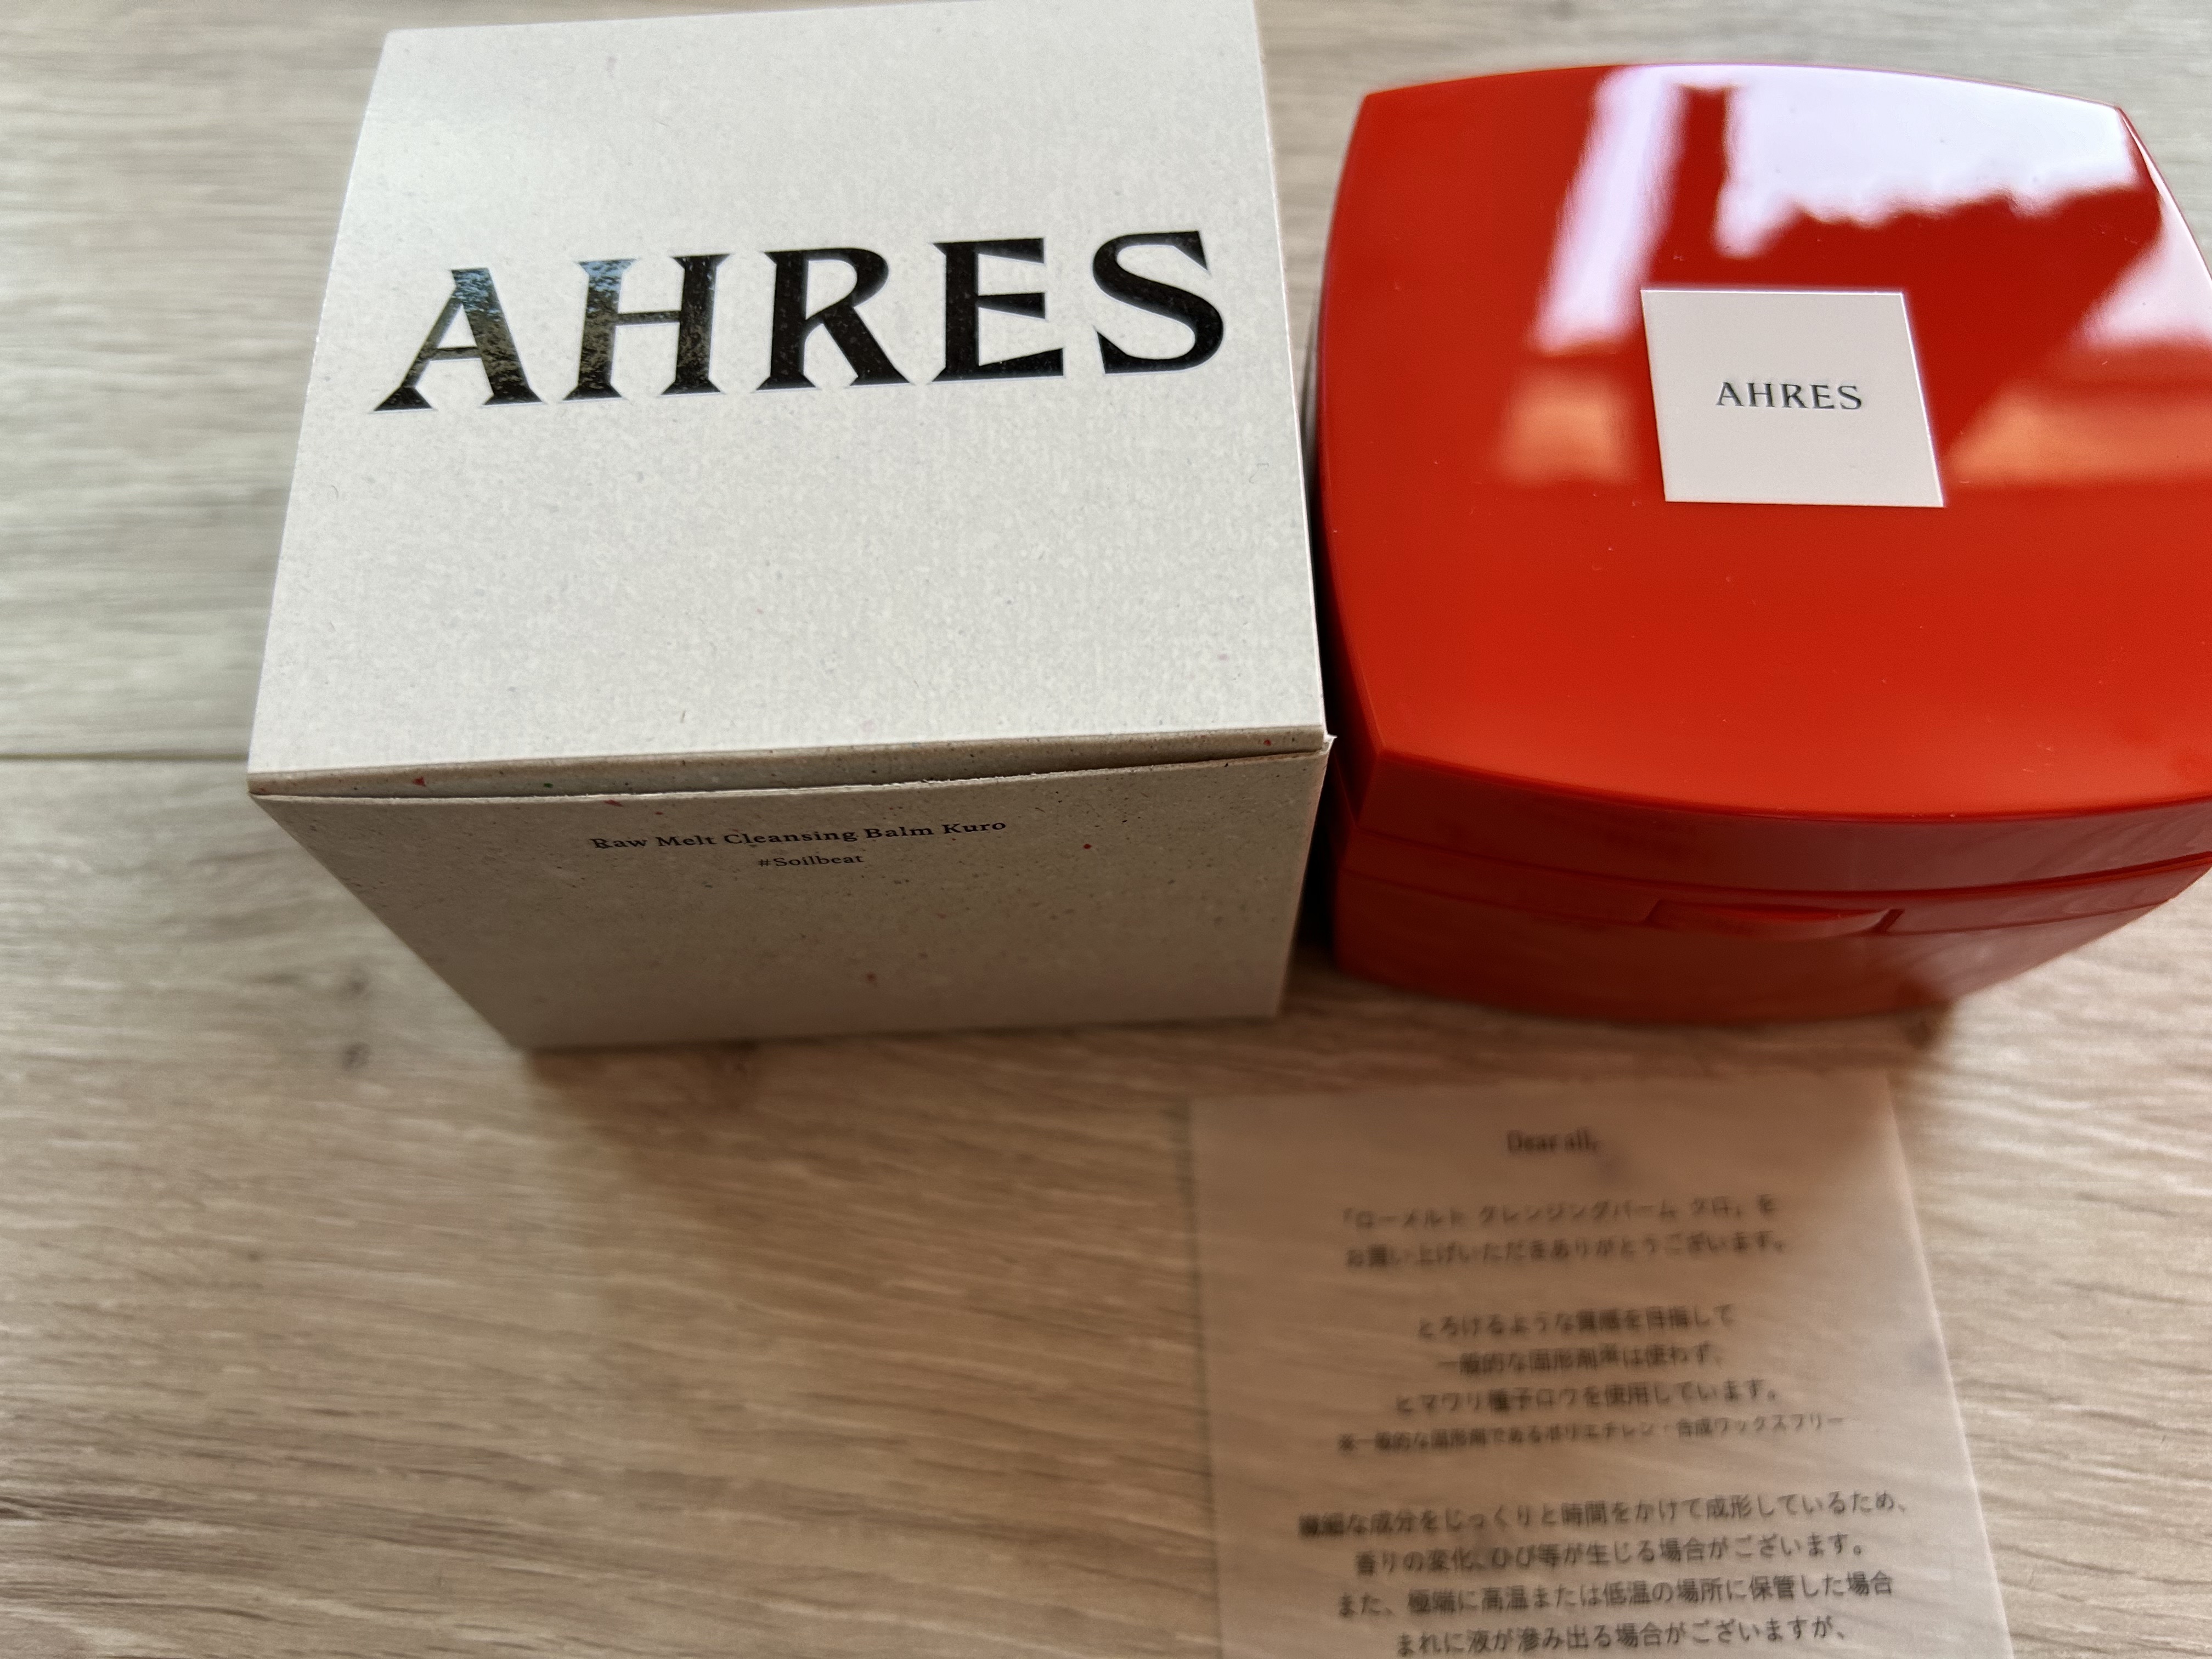 AHRES
Raw Melt Cleansing Balm Kuro
#Soilbeat
AHRES
Dear all,
「ローメルト クレンジングバーム クロ」を
お買い上げいただきありがとうございます。
とろけるような質感を目指して
一般的な固形剤※は使わず、
ヒマワリ種子ロウを使用しています。
※一般的な固形剤であるポリエチレン・合成ワックスフリー
繊細な成分をじっくりと時間をかけて成形しているため、
香りの変化、ひび等が生じる場合がございます。
また、極端に高温または低温の場所に保管した場合
まれに液が滲み出る場合がございますが、